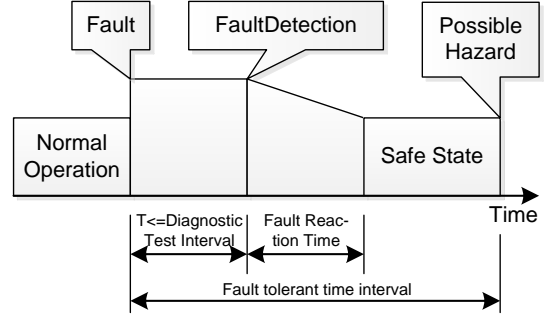 Fault
FaultDetection
Possible
Hazard
Normal
Operation
Safe State
Time
T<=Diagnostic
Test Interval
Fault Reac-
tion Time
Fault tolerant time interval